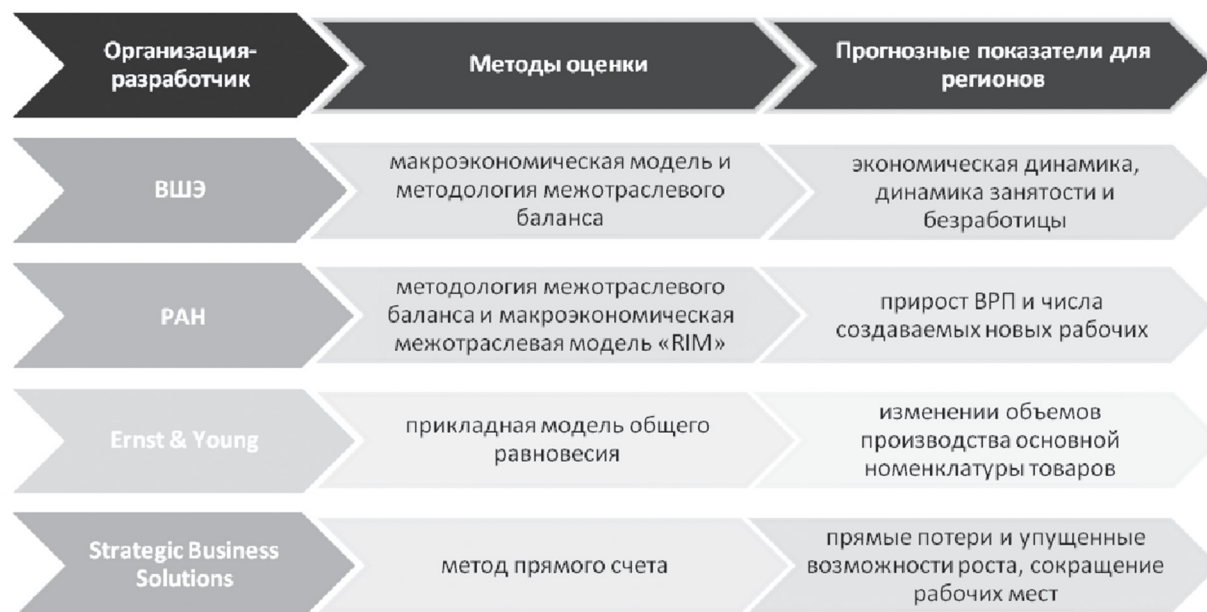 Организация-
разработчик
Методы оценки
Прогнозные показатели для
регионов
ВШЭ
макроэкономическая модель и
методология межотраслевого
баланса
экономическая динамика,
динамика занятости и
безработицы
РАН
методология межотраслевого
баланса и макроэкономическая
межотраслевая модель «RIM»
прирост ВРП и числа
создаваемых новых рабочих
Ernst & Young
прикладная модель общего
равновесия
изменении объемов
производства основной
номенклатуры товаров
Strategic Business
Solutions
метод прямого счета
прямые потери и упущенные
возможности роста, сокращение
рабочих мест